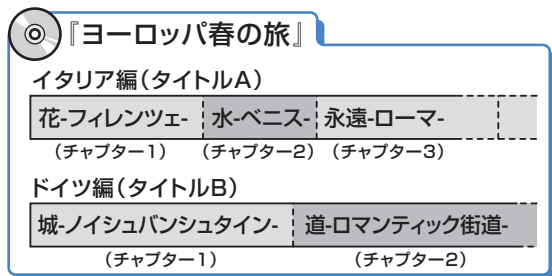 『ヨーロッパ春の旅』
イタリア編(タイトルA)
花-フィレンツェ- 水-ベニス- 永遠-ローマ-
(チャプター1) (チャプター2) (チャプター3)
ドイツ編(タイトルB)
城-ノイシュバンシュタイン- 道-ロマンティック街道-
(チャプター1) (チャプター2)